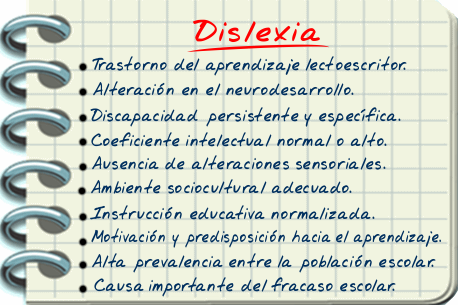 Dislexia
• Trastorno del aprendizaje lectoescritor.
• Alteración en el neurodesarrollo.
• Discapacidad persistente y específica.
• Coeficiente intelectual normal o alto.
• Ausencia de alteraciones sensoriales.
• Ambiente sociocultural adecuado.
• Instrucción educativa normalizada.
• Motivación y predisposición hacia el aprendizaje.
• Alta prevalencia entre la población escolar.
• Causa importante del fracaso escolar.